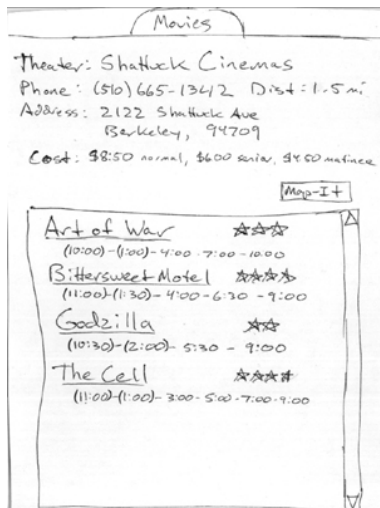 Movies
Theater: Shattuck Cinemas
Phone: (510) 665-13412 Dist: 1.5 mi
Address: 2122 Shattuck Ave
Berkeley, 94709
Cost: $8:50 normal, $600 senior, $4.50 matinee
Map-It
Art of War
(10:00)-(1:00)-4:00-7:00-10:00
Bittersweet Motel
(11:00)-(1:30)-4:00-6:30-9:00
Godzilla
(10:30)-(2:00)-5:30-9:00
The Cell
(11:00)-(1:00)-3:00-5:00-7:00-9:00